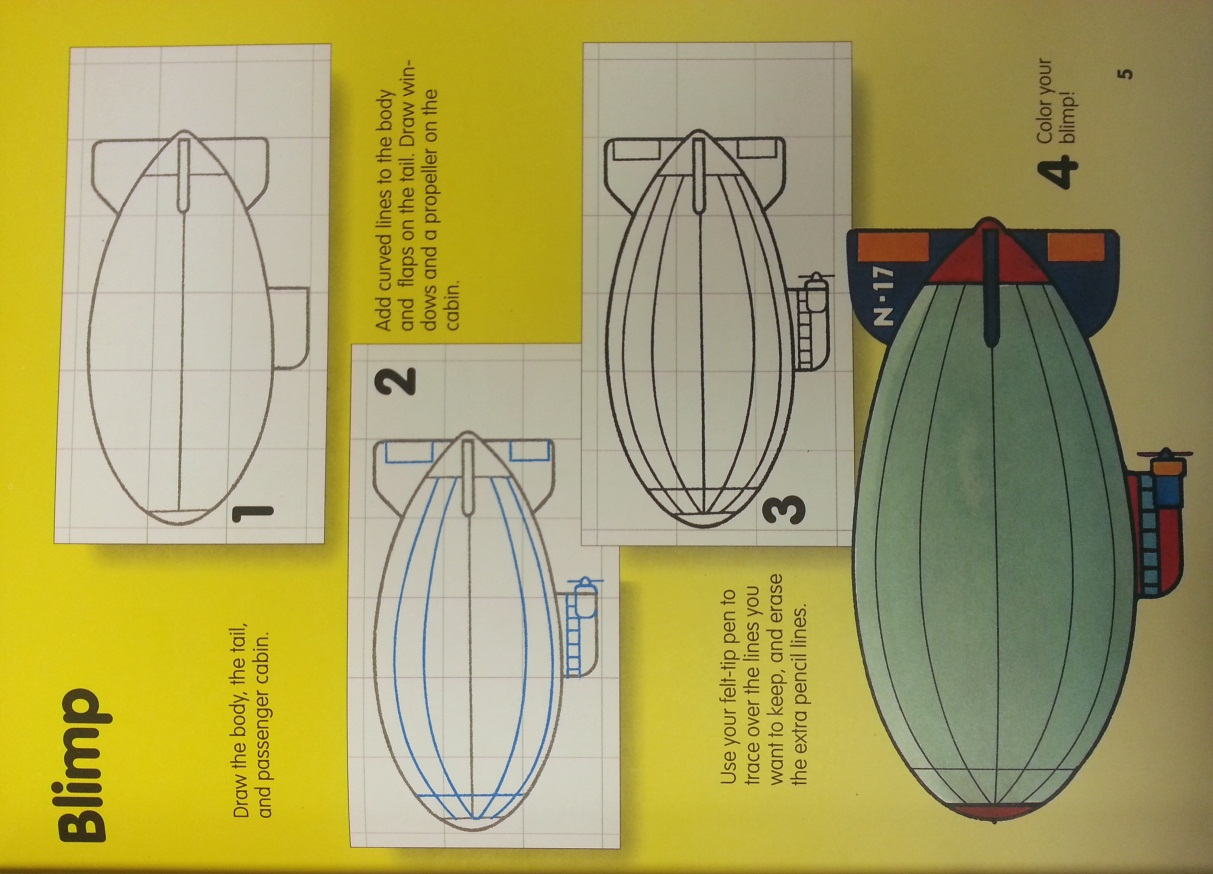 Blimp
Draw the body, the tail,
and passenger cabin.
1
2
Add curved lines to the body
and flaps on the tail. Draw win-
dows and a propeller on the
cabin.
Use your felt-tip pen to
trace over the lines you
want to keep, and erase
the extra pencil lines.
3
N-17
4
Color your
blimp!
5